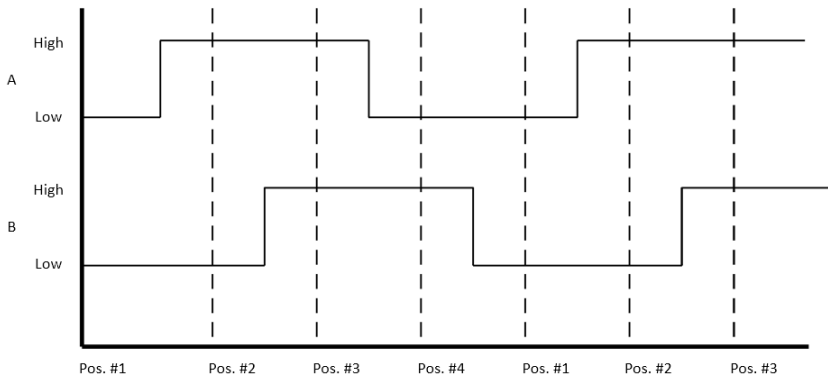 High
A
Low
High
B
Low
Pos. #1 Pos. #2 Pos. #3 Pos. #4 Pos. #1 Pos. #2 Pos. #3